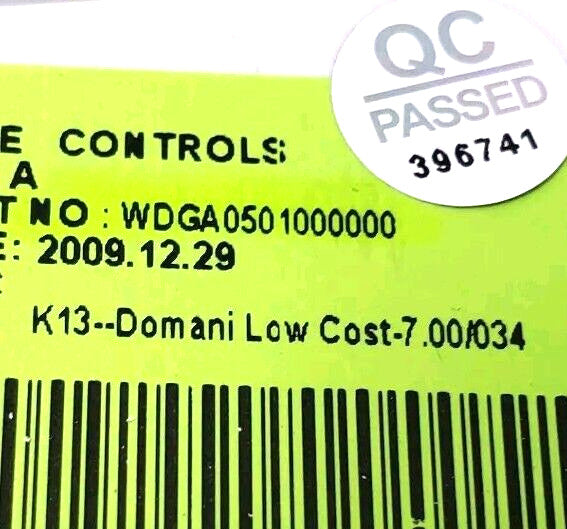 QC
PASSED
396741
E CONTROLS
A
T NO : WDGA0501000000
E: 2009.12.29
K13--Domani Low Cost-7.00/034